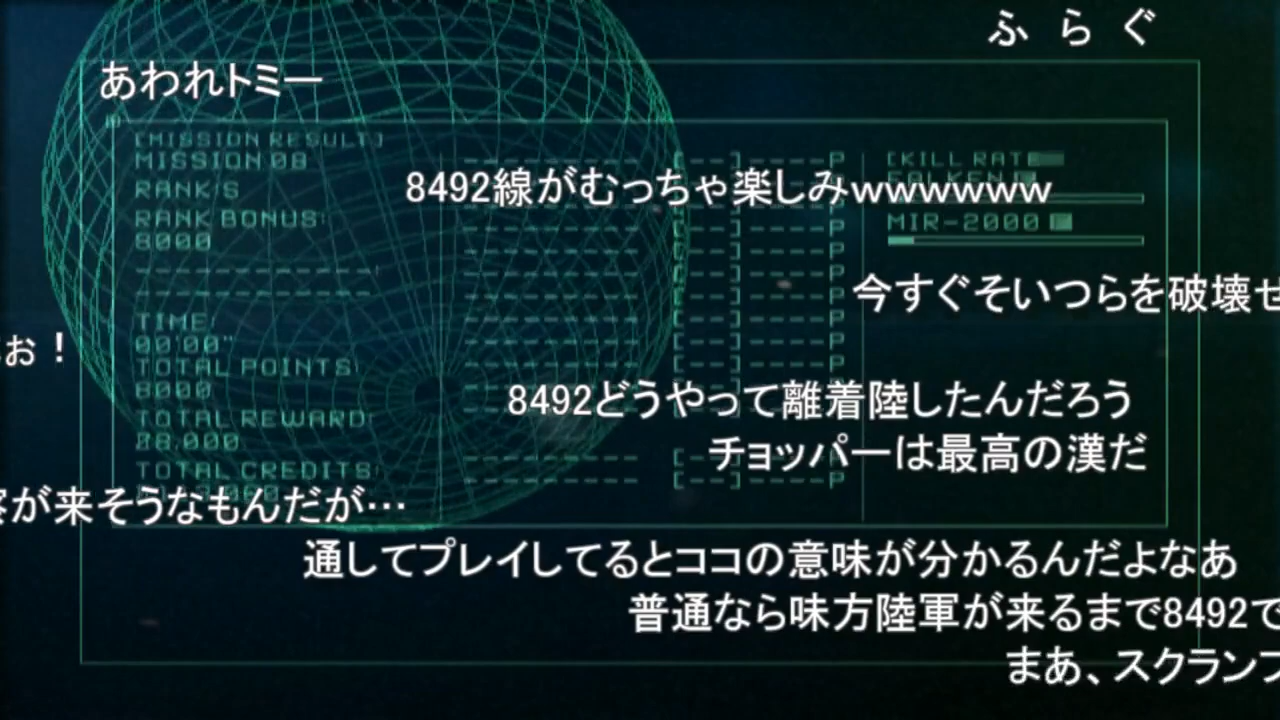 ふ ら ぐ
あわれトミー
[MISSION RESULT]
MISSION 08
[KILL RATE
8492線がむっちゃ楽しみwwwwwww
FALKEN
RANK:S
RANK BONUS:
MIR-2000
8000
今すぐそいつらを破壊せ
TIME:
00'00"
ぉ！
TOTAL POINTS:
8000
8492どうやって離着陸したんだろう
TOTAL REWARD:
8,000
チョッパーは最高の漢だ
TOTAL CREDITS:
が来そうなもんだが…
通してプレイしてるとココの意味が分かるんだよなあ
普通なら味方陸軍が来るまで8492で
まあ、スクランブ